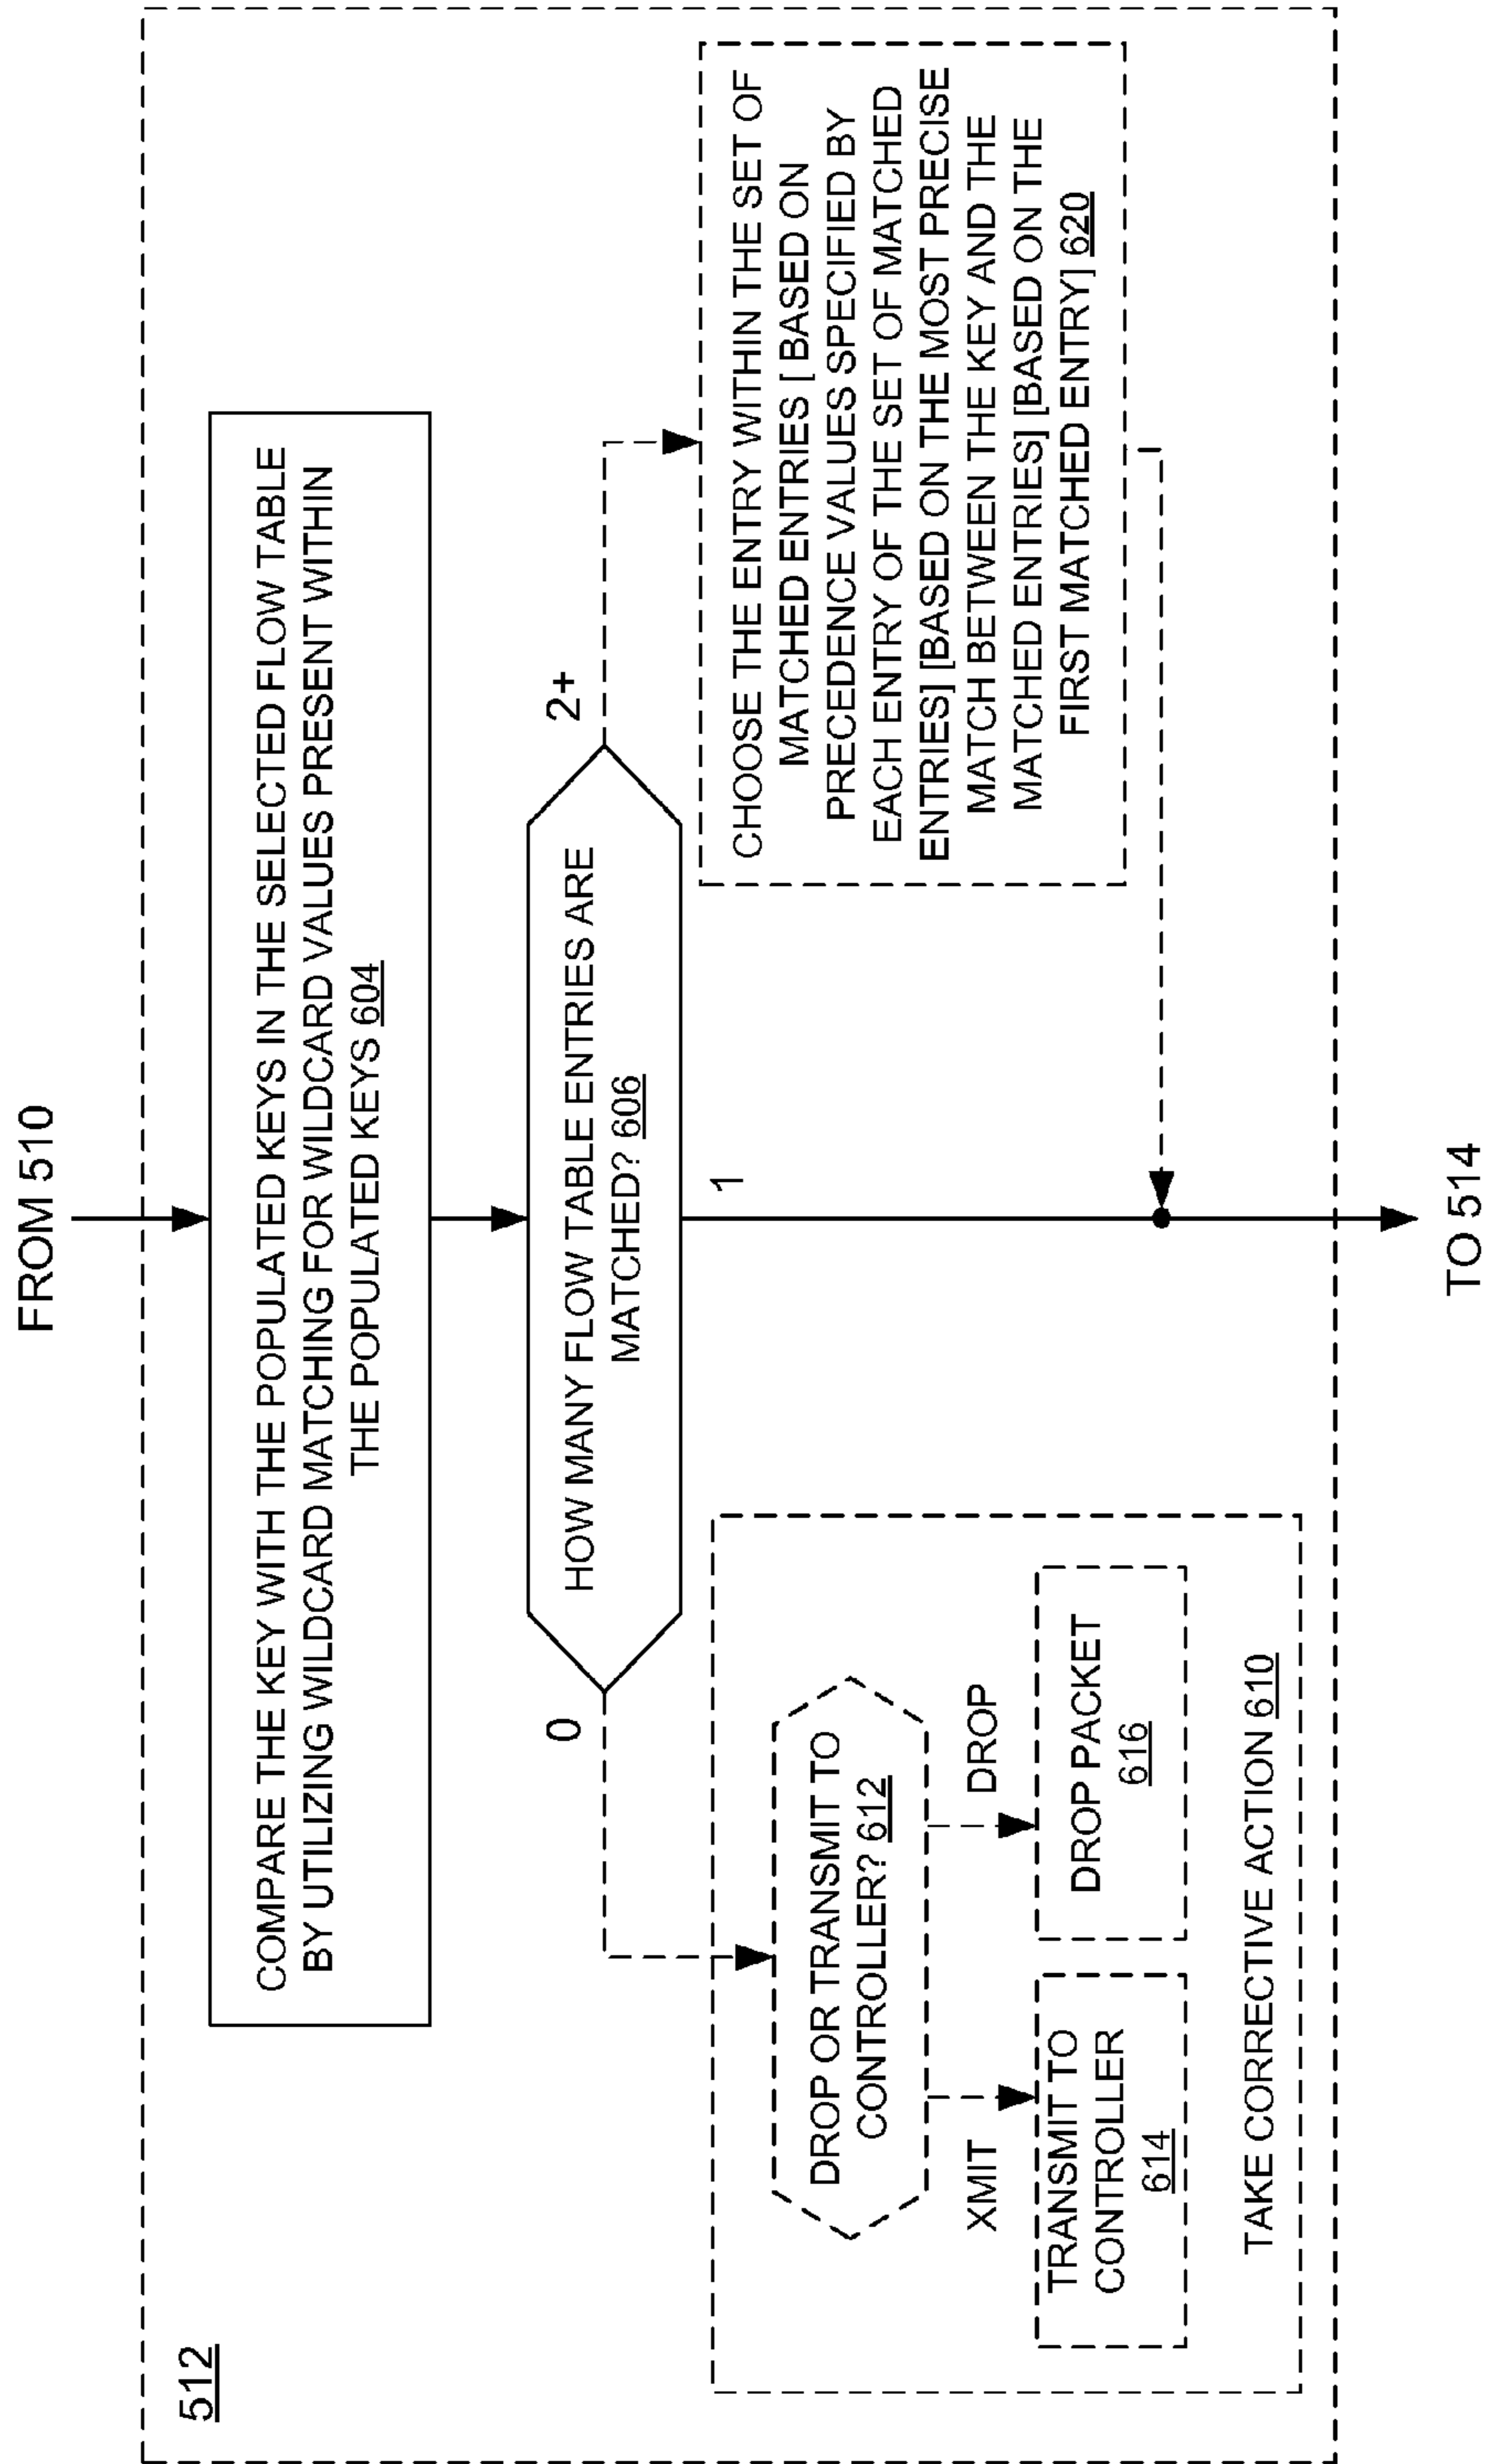 FROM 510
512
COMPARE THE KEY WITH THE POPULATED KEYS IN THE SELECTED FLOW TABLE
BY UTILIZING WILDCARD MATCHING FOR WILDCARD VALUES PRESENT WITHIN
THE POPULATED KEYS 604
HOW MANY FLOW TABLE ENTRIES ARE
MATCHED? 606
0
1
2+
DROP OR TRANSMIT TO
CONTROLLER? 612
XMIT
DROP
TRANSMIT TO
CONTROLLER
614
DROP PACKET
616
TAKE CORRECTIVE ACTION 610
CHOOSE THE ENTRY WITHIN THE SET OF
MATCHED ENTRIES [ BASED ON
PRECEDENCE VALUES SPECIFIED BY
EACH ENTRY OF THE SET OF MATCHED
ENTRIES] [BASED ON THE MOST PRECISE
MATCH BETWEEN THE KEY AND THE
MATCHED ENTRIES] [BASED ON THE
FIRST MATCHED ENTRY] 620
TO 514